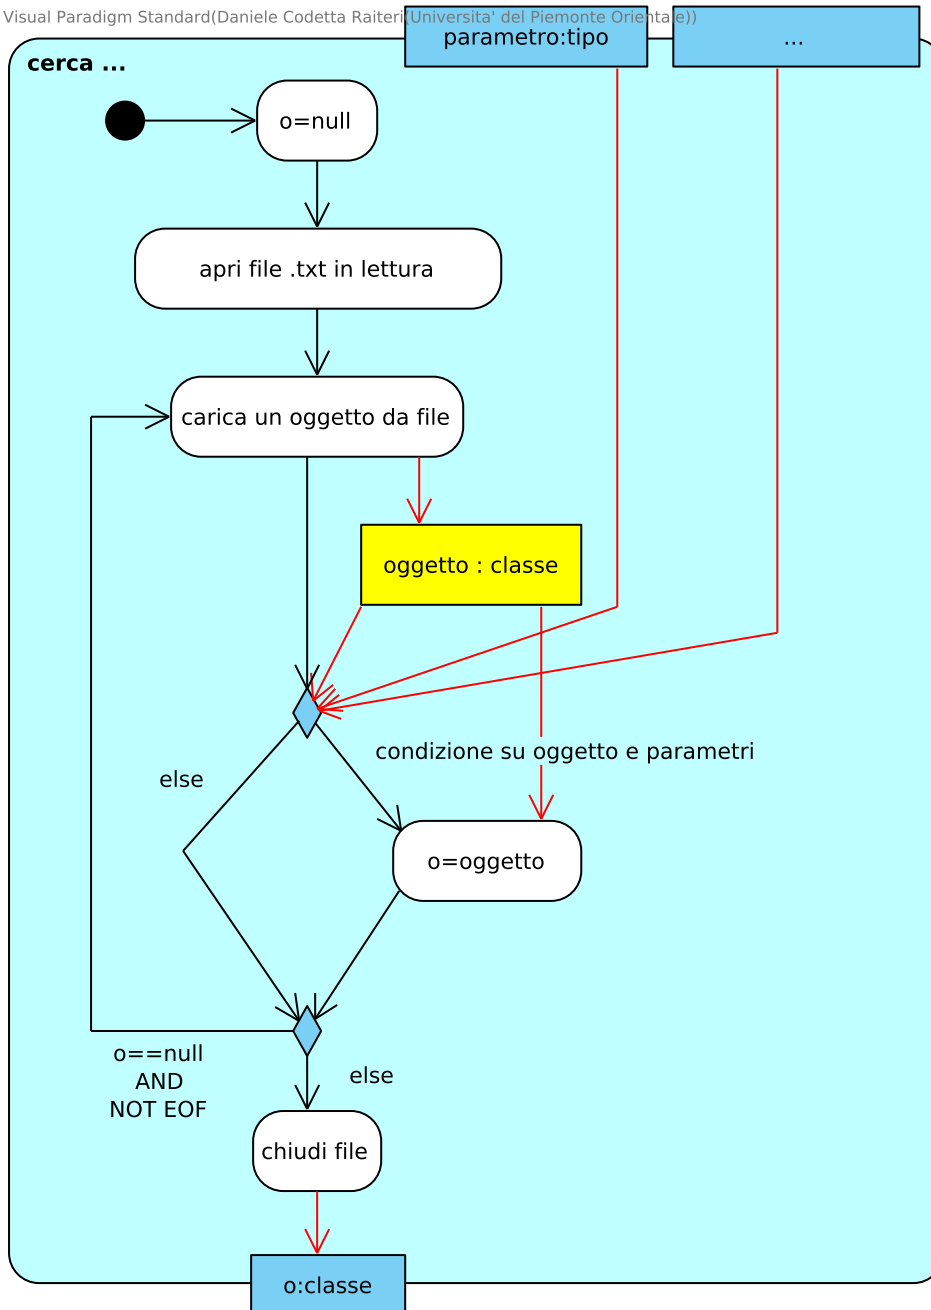 Visual Paradigm Standard(Daniele Codetta Raiteri(Universita' del Piemonte Orientale))
parametro:tipo
...
cerca ...
o=null
apri file .txt in lettura
carica un oggetto da file
oggetto : classe
condizione su oggetto e parametri
else
o=oggetto
o==null
AND
NOT EOF
else
chiudi file
o:classe